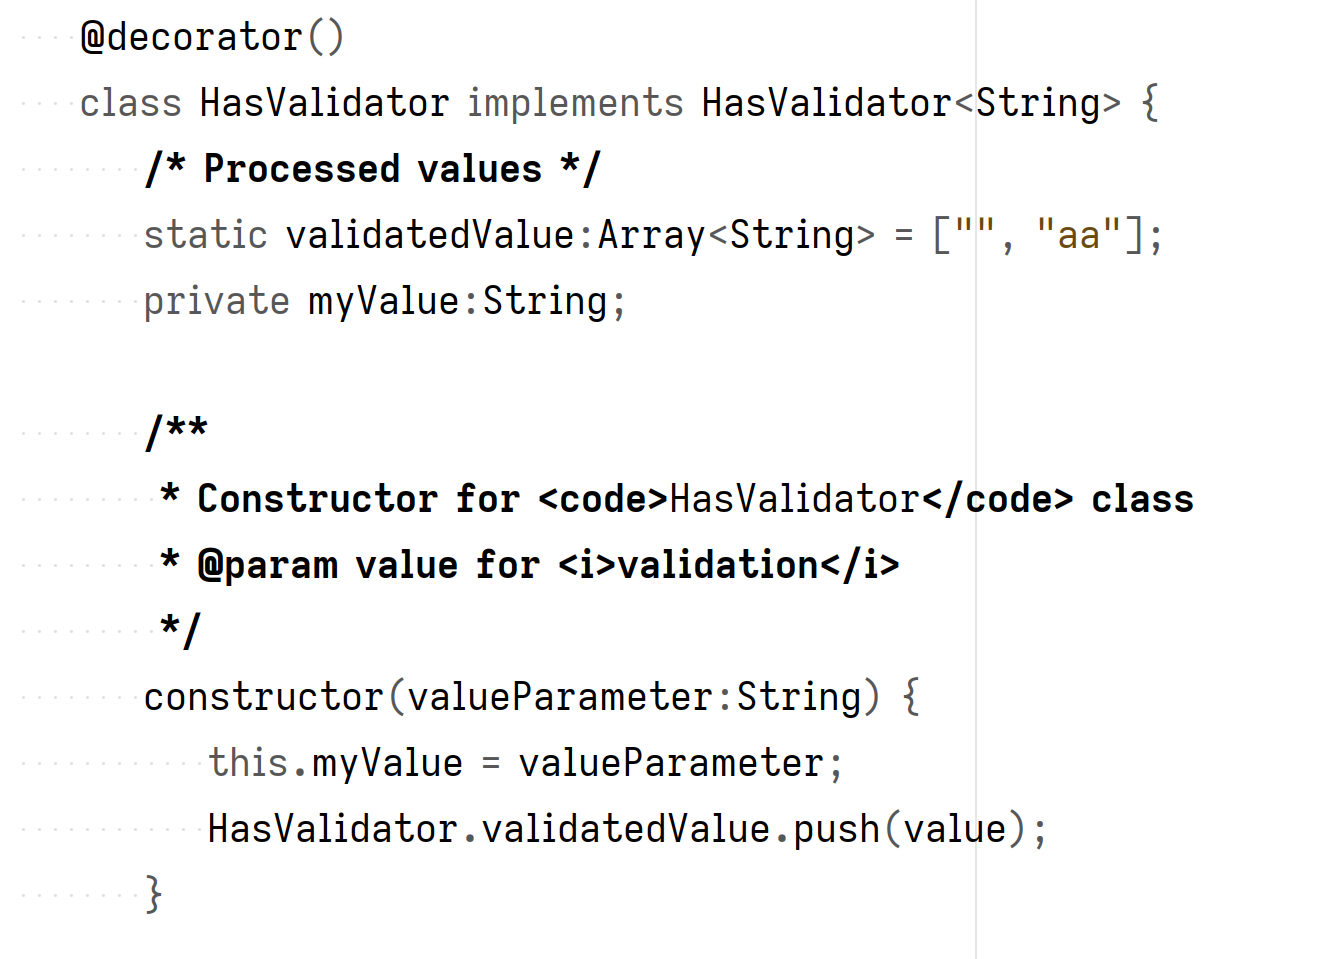 @decorator()
class HasValidator implements HasValidator<String> {
/* Processed values */
static validatedValue:Array<String> = ["", "aa"];
private myValue:String;
/**
* Constructor for <code>HasValidator</code> class
* @param value for <i>validation</i>
*/
constructor(valueParameter:String) {
this.myValue = valueParameter;
HasValidator.validatedValue.push(value);
}